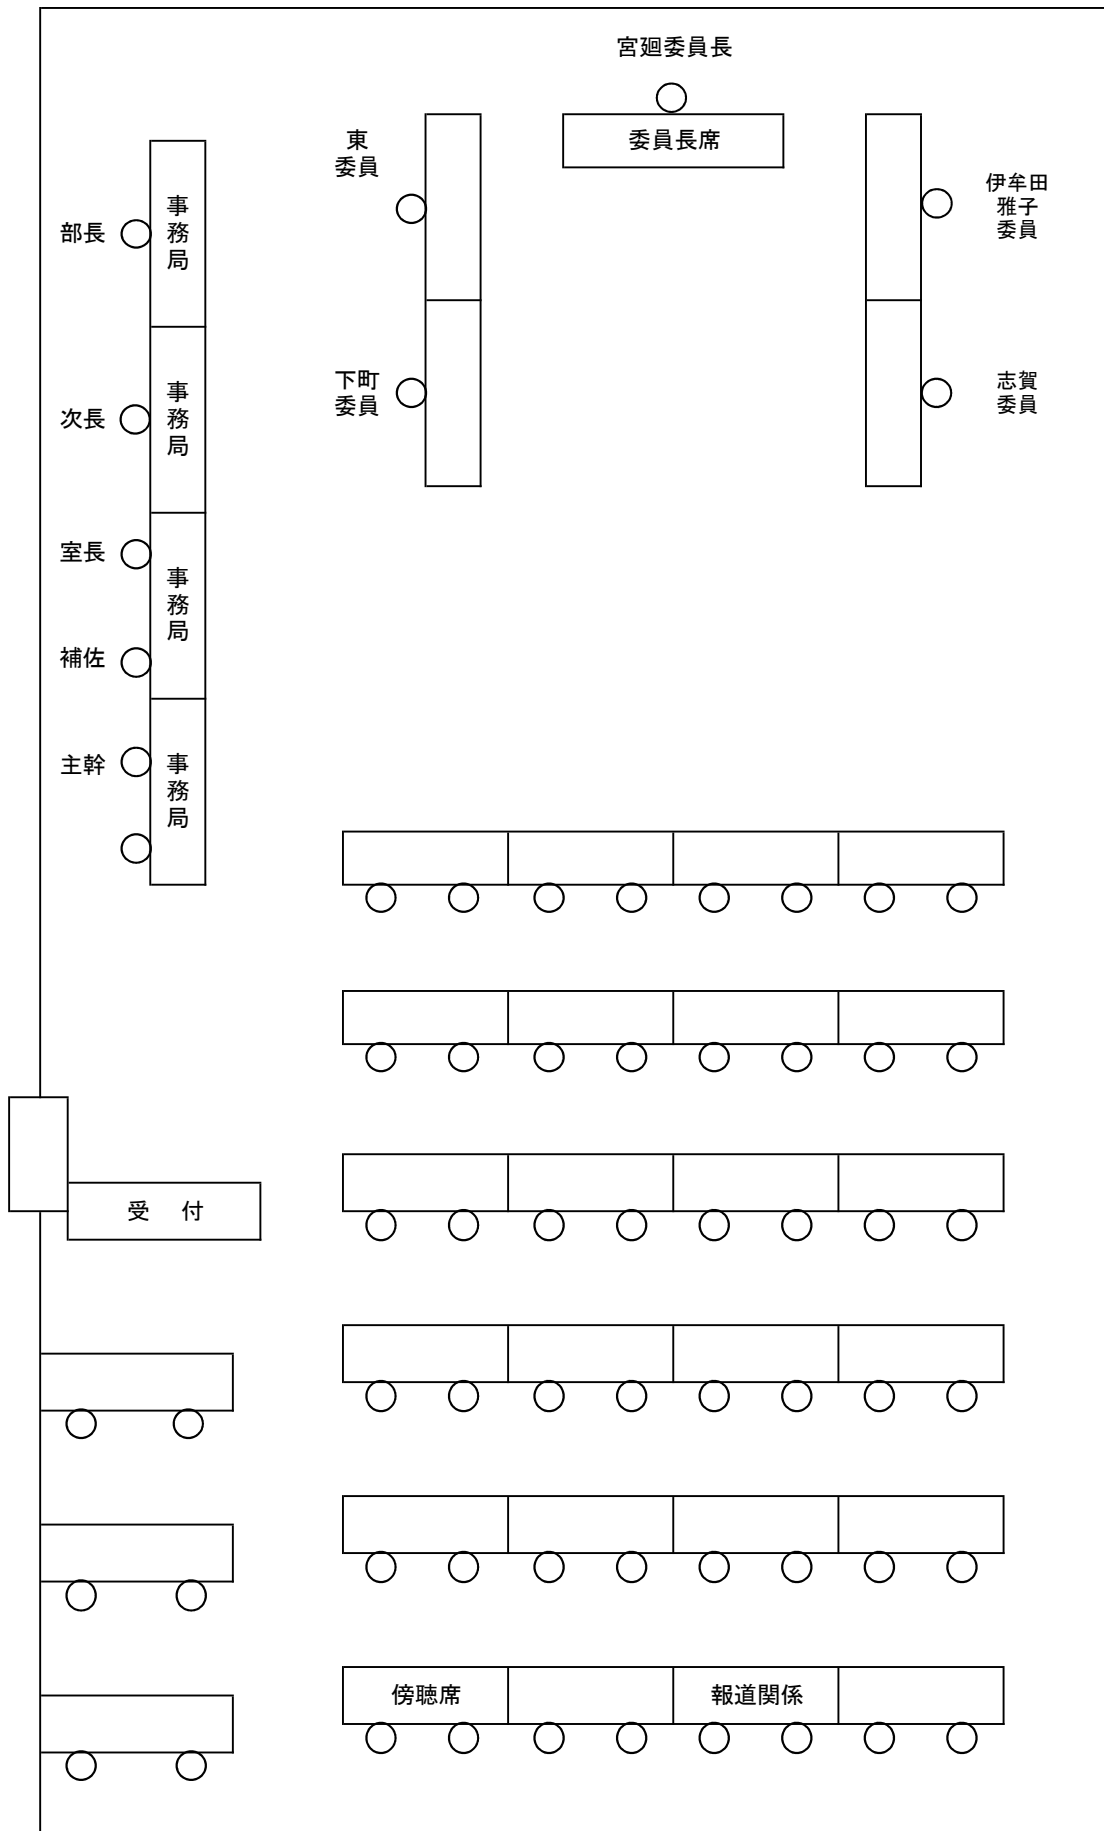 宮廻委員長
委員長席
東
委員
伊牟田
雅子
委員
下町
委員
志賀
委員
部長
事務局
次長
事務局
室長
事務局
補佐
主幹
事務局
受　付
傍聴席
報道関係